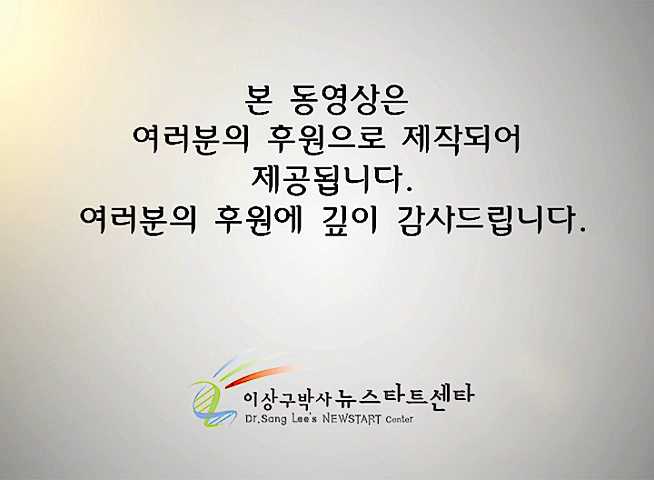 본 동영상은
여러분의 후원으로 제작되어
제공됩니다.
여러분의 후원에 깊이 감사드립니다.
이상구박사 뉴스타트센타
Dr.Sang Lee's NEWSTART Center